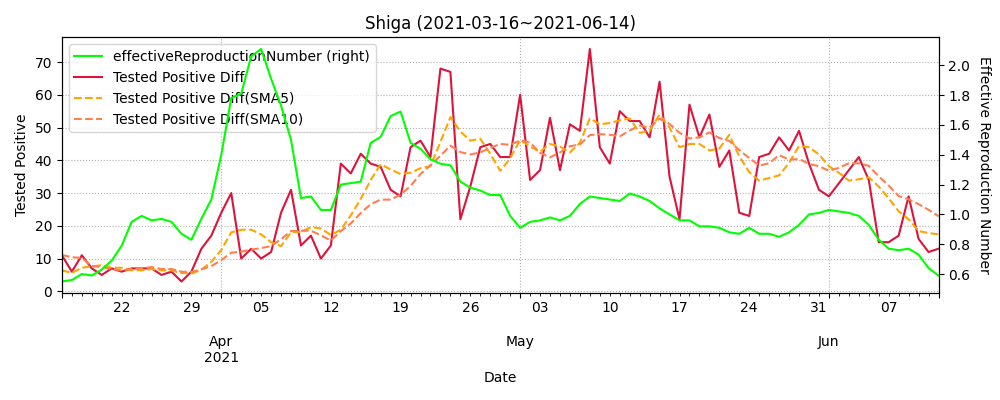 Shiga (2021-03-16~2021-06-14)
effectiveReproductionNumber (right)
Tested Positive Diff
Tested Positive Diff(SMA5)
Tested Positive Diff(SMA10)
Tested Positive
70
60
50
40
30
20
10
0
2.0
1.8
1.6
1.4
1.2
1.0
0.8
0.6
Effective Reproduction Number
22 29 05 12 19 26 03 10 17 24 31 07
Apr May Jun
2021
Date